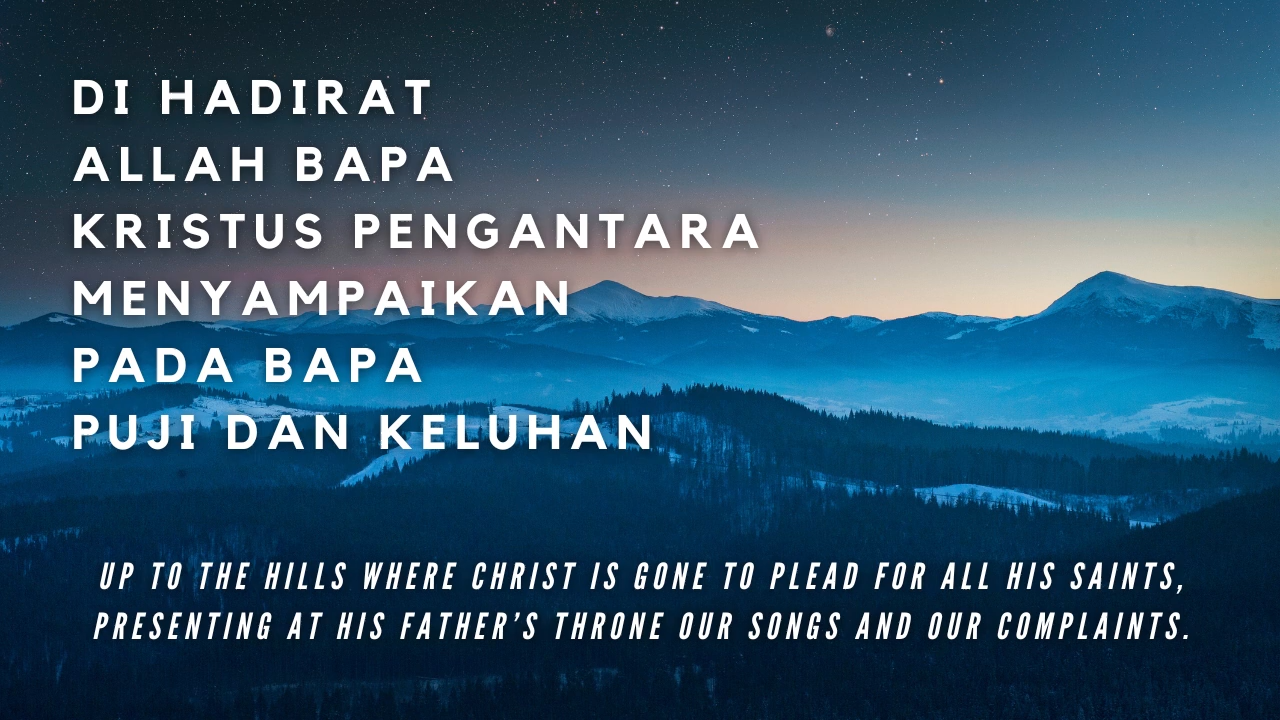 DI HADIRAT
ALLAH BAPA
KRISTUS PENGANTARA
MENYAMPAIKAN
PADA BAPA
PUJI DAN KELUHAN
UP TO THE HILLS WHERE CHRIST IS GONE TO PLEAD FOR ALL HIS SAINTS,
PRESENTING AT HIS FATHER'S THRONE OUR SONGS AND OUR COMPLAINTS.